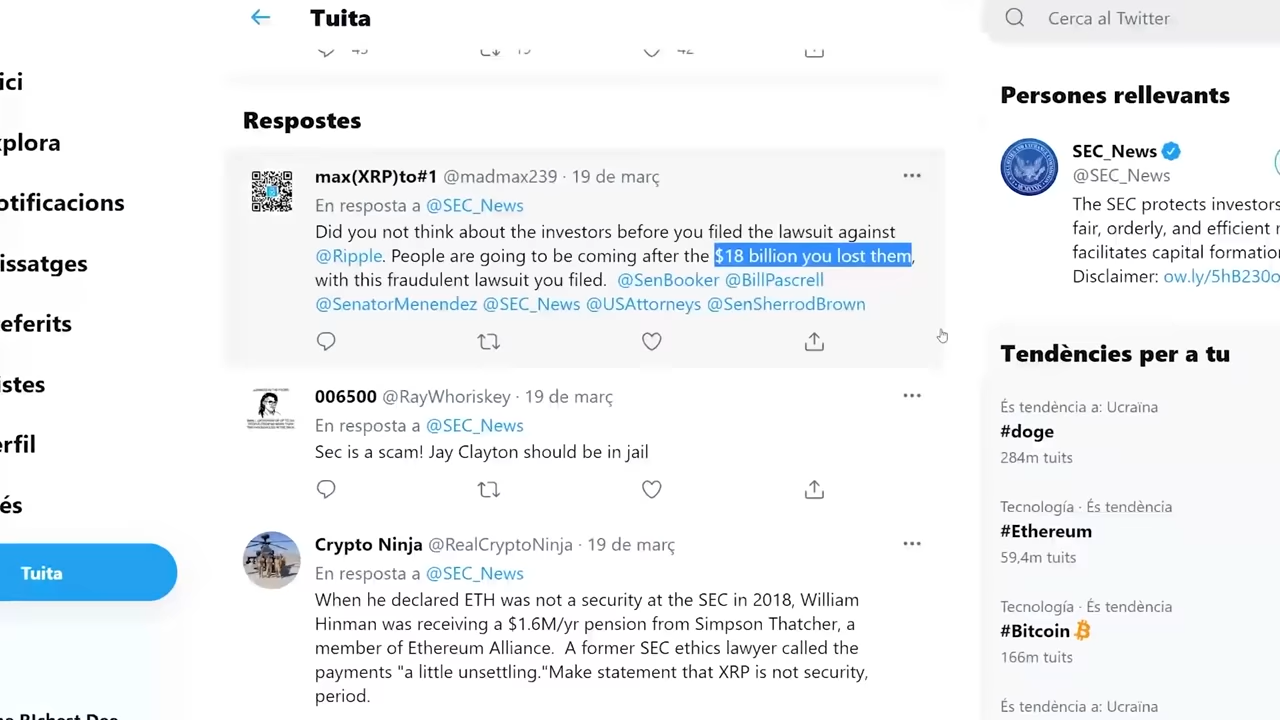 Tuita
Cerca al Twitter
ici
xplora
otificacions
issatges
eferits
istes
erfil
és
Tuita
Respostes
max(XRP)to#1 @madmax239 · 19 de març
En resposta a @SEC_News
Did you not think about the investors before you filed the lawsuit against
@Ripple. People are going to be coming after the $18 billion you lost them,
with this fraudulent lawsuit you filed. @SenBooker @BillPascrell
@SenatorMenendez @SEC_News @USAttorneys @SenSherrodBrown
006500 @RayWhoriskey · 19 de març
En resposta a @SEC_News
Sec is a scam! Jay Clayton should be in jail
Crypto Ninja @RealCryptoNinja · 19 de març
En resposta a @SEC_News
When he declared ETH was not a security at the SEC in 2018, William
Hinman was receiving a $1.6M/yr pension from Simpson Thatcher, a
member of Ethereum Alliance. A former SEC ethics lawyer called the
payments "a little unsettling."Make statement that XRP is not security,
period.
Persones rellevants
SEC_News
@SEC_News
The SEC protects investors
fair, orderly, and efficient
facilitates capital formation
Disclaimer: ow.ly/5hB230o
Tendències per a tu
És tendència a: Ucraïna
#doge
284m tuits
Tecnología · És tendència
#Ethereum
59,4m tuits
Tecnología · És tendència
#Bitcoin
166m tuits
És tendència a: Ucraïna